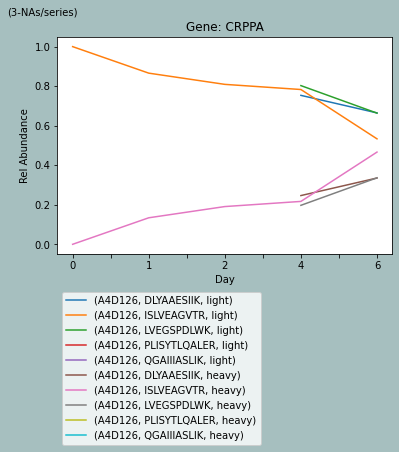 (3-NAs/series)
Gene: CRPPA
Rel Abundance
1.0
0.8
0.6
0.4
0.2
0.0
0 1 2 4 6
Day
(A4D126, DLYAAESIIK, light)
(A4D126, ISLVEAGVTR, light)
(A4D126, LVEGSPDLWK, light)
(A4D126, PLISYTLQALER, light)
(A4D126, QGAIIIASLIK, light)
(A4D126, DLYAAESIIK, heavy)
(A4D126, ISLVEAGVTR, heavy)
(A4D126, LVEGSPDLWK, heavy)
(A4D126, PLISYTLQALER, heavy)
(A4D126, QGAIIIASLIK, heavy)